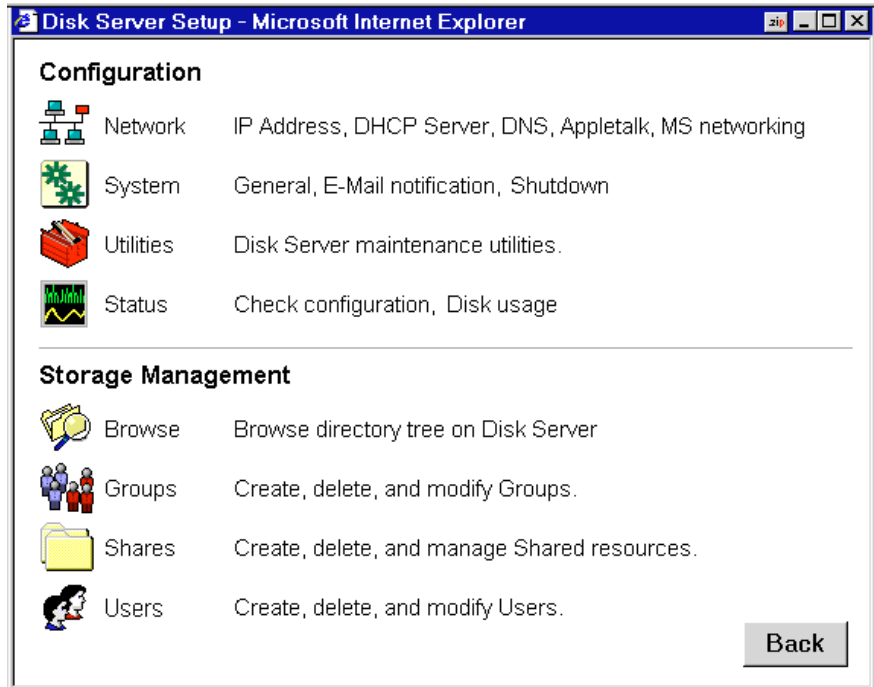 Disk Server Setup - Microsoft Internet Explorer
zip
Configuration
Network IP Address, DHCP Server, DNS, Appletalk, MS networking
System General, E-Mail notification, Shutdown
Utilities Disk Server maintenance utilities.
Status Check configuration, Disk usage
Storage Management
Browse Browse directory tree on Disk Server
Groups Create, delete, and modify Groups.
Shares Create, delete, and manage Shared resources.
Users Create, delete, and modify Users.
Back